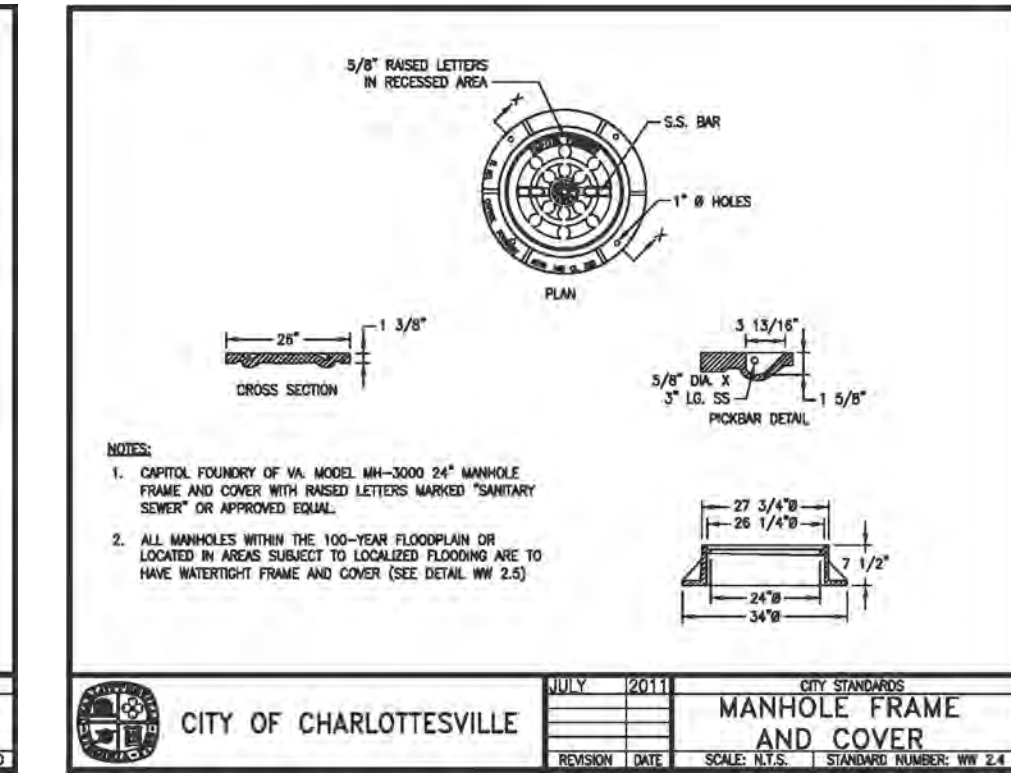 5/8" RAISED LETTERS
IN RECESSED AREA
X
S.S. BAR
1" Ø HOLES
X
PLAN
26"
1 3/8"
CROSS SECTION
3 13/16"
5/8" DIA. X
3" LG. SS
1 5/8"
PICKBAR DETAIL
NOTES:
1. CAPITOL FOUNDRY OF VA. MODEL MH-3000 24" MANHOLE
FRAME AND COVER WITH RAISED LETTERS MARKED "SANITARY
SEWER" OR APPROVED EQUAL.
2. ALL MANHOLES WITHIN THE 100-YEAR FLOODPLAIN OR
LOCATED IN AREAS SUBJECT TO LOCALIZED FLOODING ARE TO
HAVE WATERTIGHT FRAME AND COVER (SEE DETAIL WW 2.5)
27 3/4"Ø
26 1/4"Ø
7 1/2"
24"Ø
34"Ø
CITY OF CHARLOTTESVILLE
JULY 2011
REVISION DATE
CITY STANDARDS
MANHOLE FRAME
AND COVER
SCALE: N.T.S. STANDARD NUMBER: WW 2.4